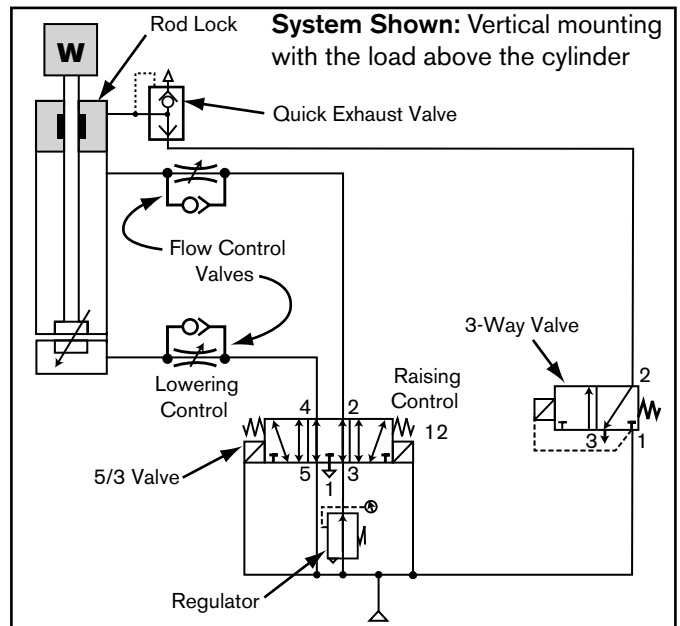 System Shown: Vertical mounting
with the load above the cylinder
Rod Lock
W
Quick Exhaust Valve
Flow Control
Valves
3-Way Valve
Lowering
Control
Raising
Control
2
4 2
12
3 1
5/3 Valve
5 3
1
Regulator